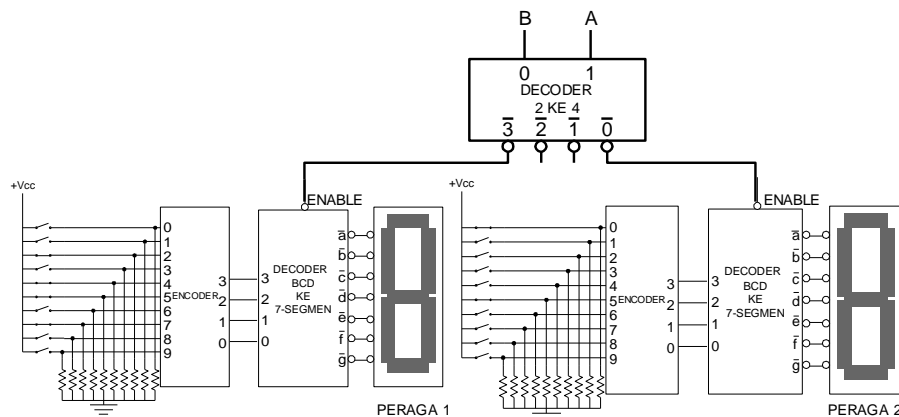 B A
0 1
DECODER
2 KE 4
3̅ 2̅ 1̅ 0̅
+Vcc
ENABLE
0
1
2
3
4
5
6
7
8
9
ENCODER
3
2
1
0
3
2
1
0
DECODER
BCD
KE
7-SEGMEN
a̅
b̅
c̅
d̅
e̅
f̅
g̅
PERAGA 1
+Vcc
ENABLE
0
1
2
3
4
5
6
7
8
9
ENCODER
3
2
1
0
3
2
1
0
DECODER
BCD
KE
7-SEGMEN
a̅
b̅
c̅
d̅
e̅
f̅
g̅
PERAGA 2